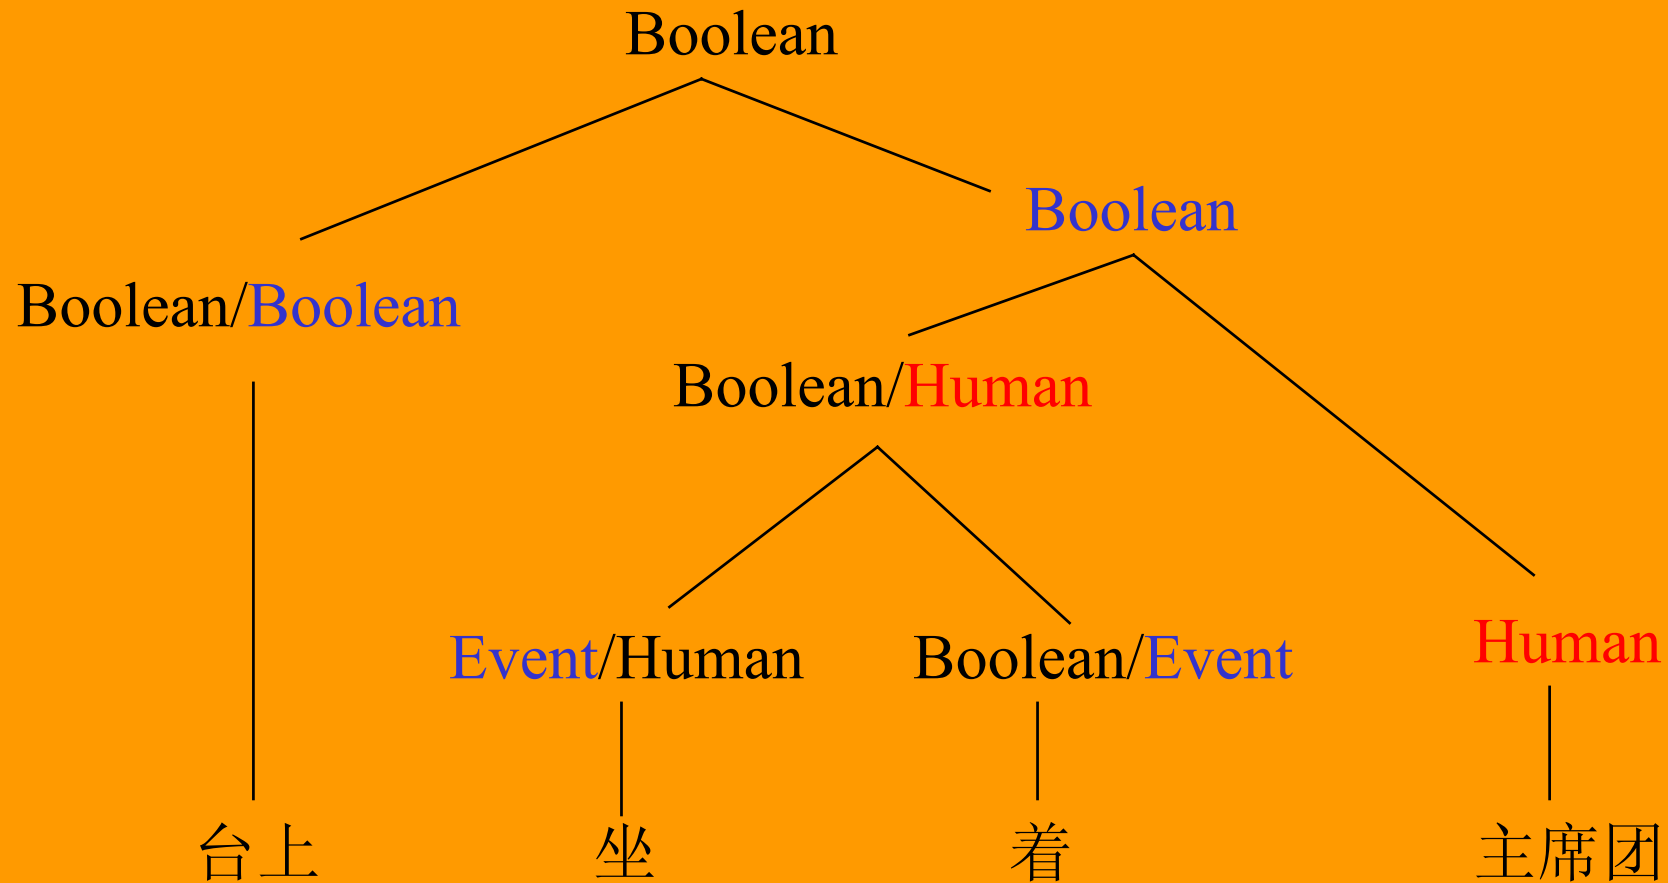 Boolean
Boolean
Boolean/Boolean
Boolean/Human
Event/Human Boolean/Event Human
台上 坐 着 主席团